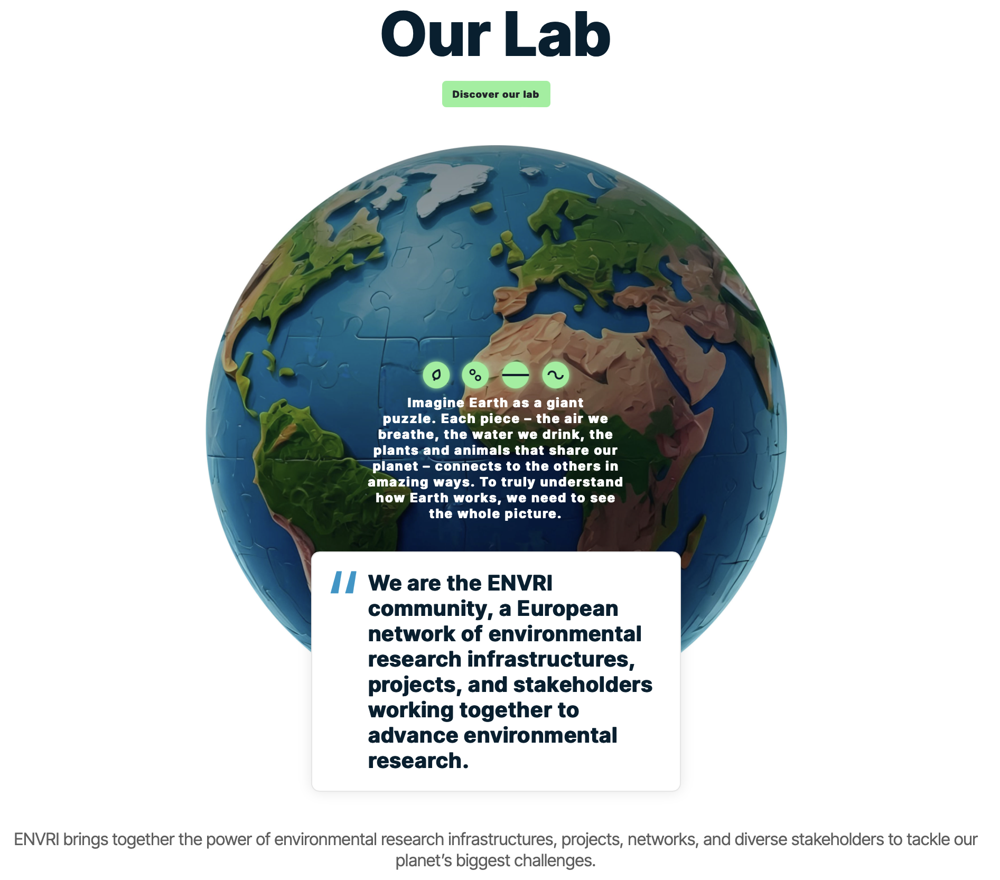 Our Lab
Discover our lab
Imagine Earth as a giant
puzzle. Each piece – the air we
breathe, the water we drink, the
plants and animals that share our
planet – connects to the others in
amazing ways. To truly understand
how Earth works, we need to see
the whole picture.
" We are the ENVRI
community, a European
network of environmental
research infrastructures,
projects, and stakeholders
working together to
advance environmental
research.
ENVRI brings together the power of environmental research infrastructures, projects, networks, and diverse stakeholders to tackle our
planet’s biggest challenges.